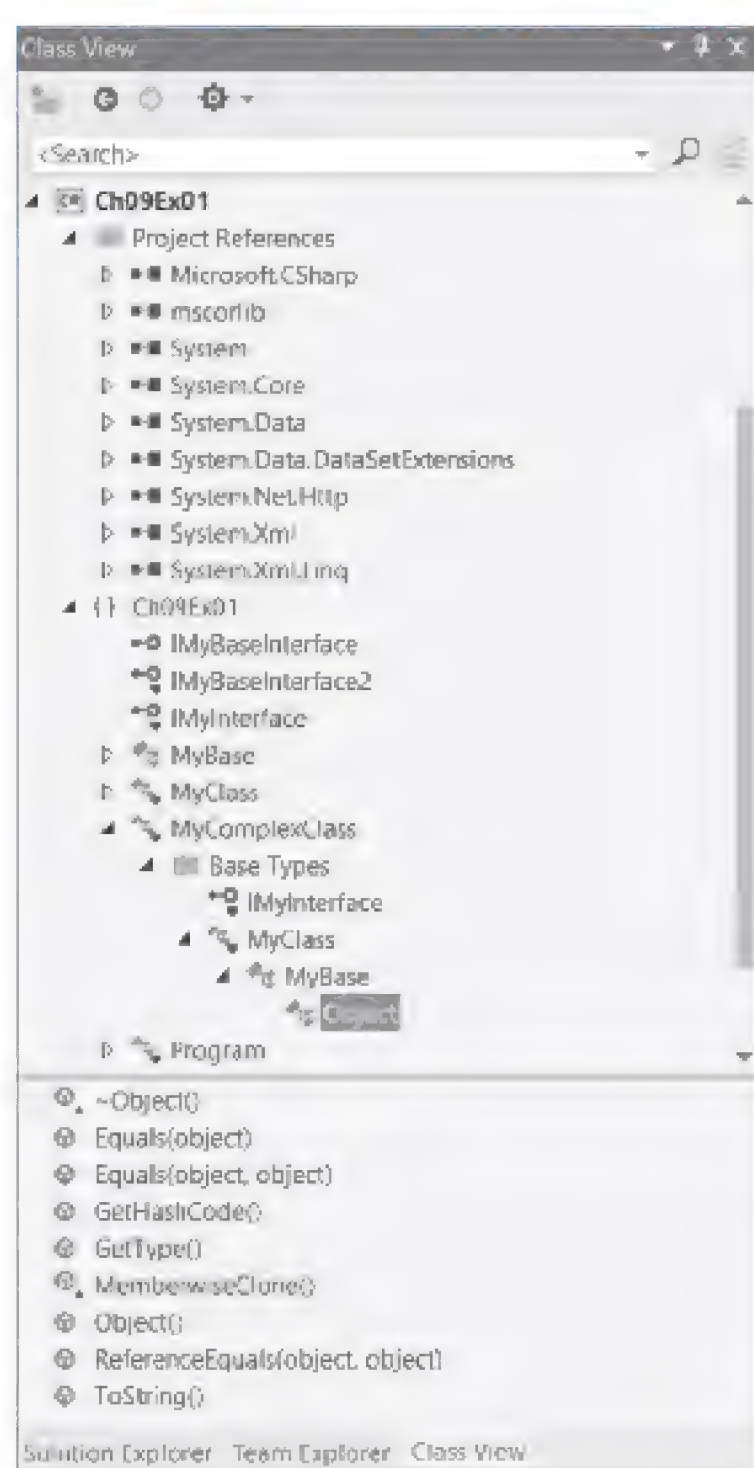 Class View
<Search>
C# Ch09Ex01
Project References
Microsoft.CSharp
mscorlib
System
System.Core
System.Data
System.Data.DataSetExtensions
System.Net.Http
System.Xml
System.Xml.Linq
{ } Ch09Ex01
IMyBaseInterface
IMyBaseInterface2
IMyInterface
MyBase
MyClass
MyComplexClass
Base Types
IMyInterface
MyClass
MyBase
Object
Program
~Object()
Equals(object)
Equals(object, object)
GetHashCode()
GetType()
MemberwiseClone()
Object()
ReferenceEquals(object, object)
ToString()
Solution Explorer Team Explorer Class View